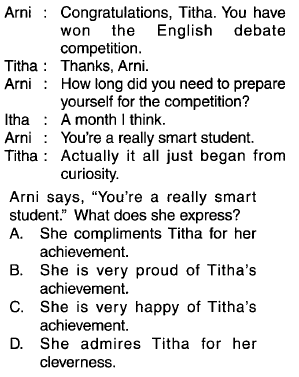 Arni : Congratulations, Titha. You have
won the English debate
competition.
Titha : Thanks, Arni.
Arni : How long did you need to prepare
yourself for the competition?
Itha : A month I think.
Arni : You're a really smart student.
Titha : Actually it all just began from
curiosity.
Arni says, “You're a really smart
student.” What does she express?
A. She compliments Titha for her
achievement.
B. She is very proud of Titha's
achievement.
C. She is very happy of Titha's
achievement.
D. She admires Titha for her
cleverness.